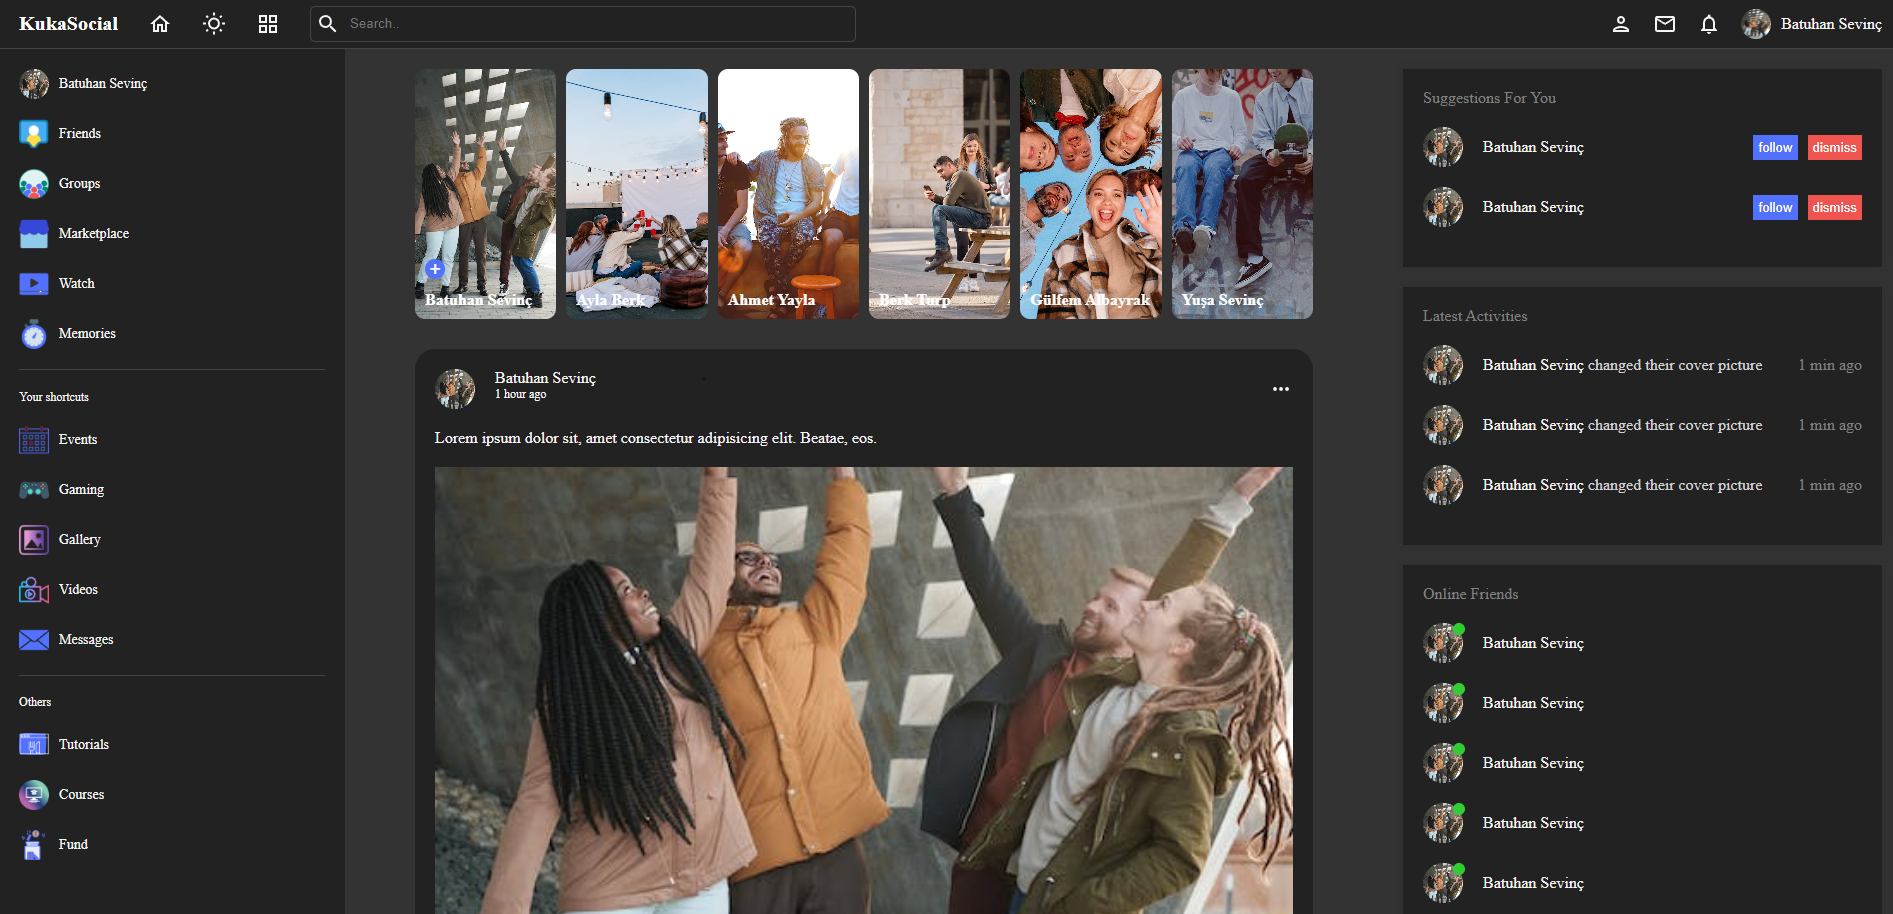 KukaSocial
Search..
Batuhan Sevinç
Batuhan Sevinç
Friends
Groups
Marketplace
Watch
Memories
Your shortcuts
Events
Gaming
Gallery
Videos
Messages
Others
Tutorials
Courses
Fund
Batuhan Sevinç
Ayla Berk
Ahmet Yayla
Berk Turp
Gülfem Albayrak
Yuşa Sevinç
Batuhan Sevinç
1 hour ago
Lorem ipsum dolor sit, amet consectetur adipisicing elit. Beatae, eos.
Suggestions For You
Batuhan Sevinç follow dismiss
Batuhan Sevinç follow dismiss
Latest Activities
Batuhan Sevinç changed their cover picture 1 min ago
Batuhan Sevinç changed their cover picture 1 min ago
Batuhan Sevinç changed their cover picture 1 min ago
Online Friends
Batuhan Sevinç
Batuhan Sevinç
Batuhan Sevinç
Batuhan Sevinç
Batuhan Sevinç